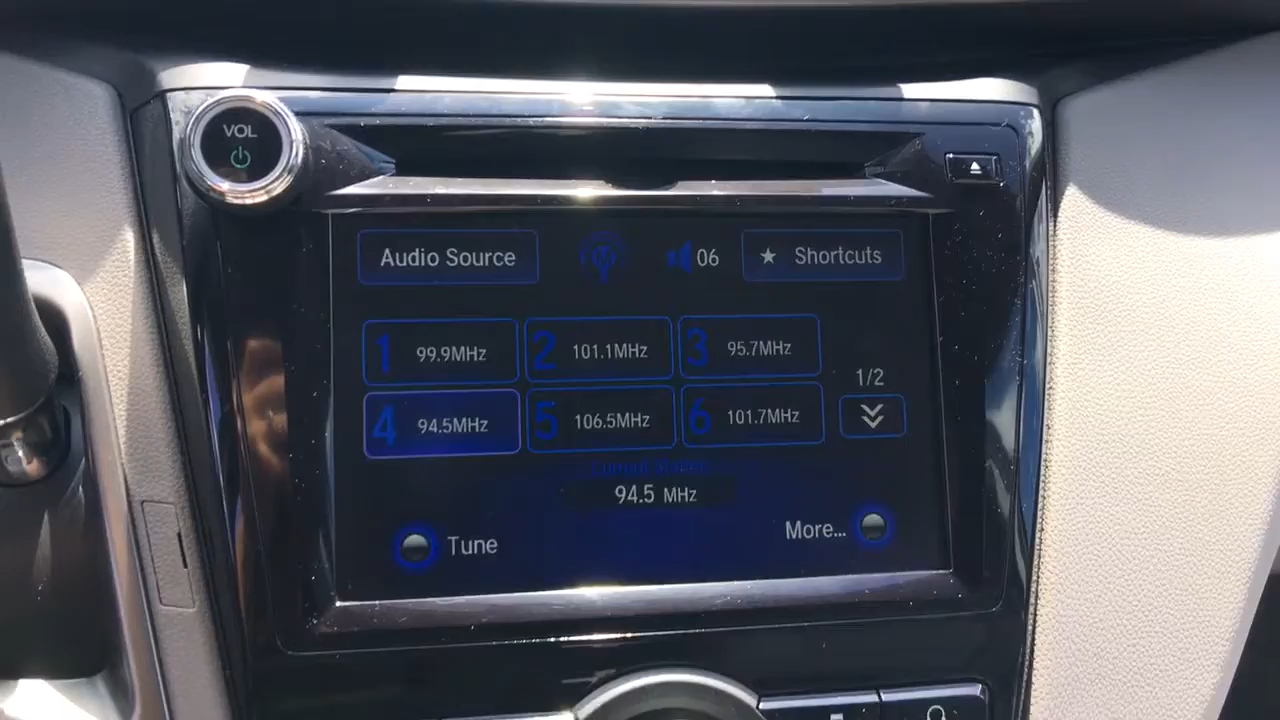 VOL
Audio Source
06
★ Shortcuts
1 99.9MHz
2 101.1MHz
3 95.7MHz
1/2
4 94.5MHz
5 106.5MHz
6 101.7MHz
94.5 MHz
More...
Tune